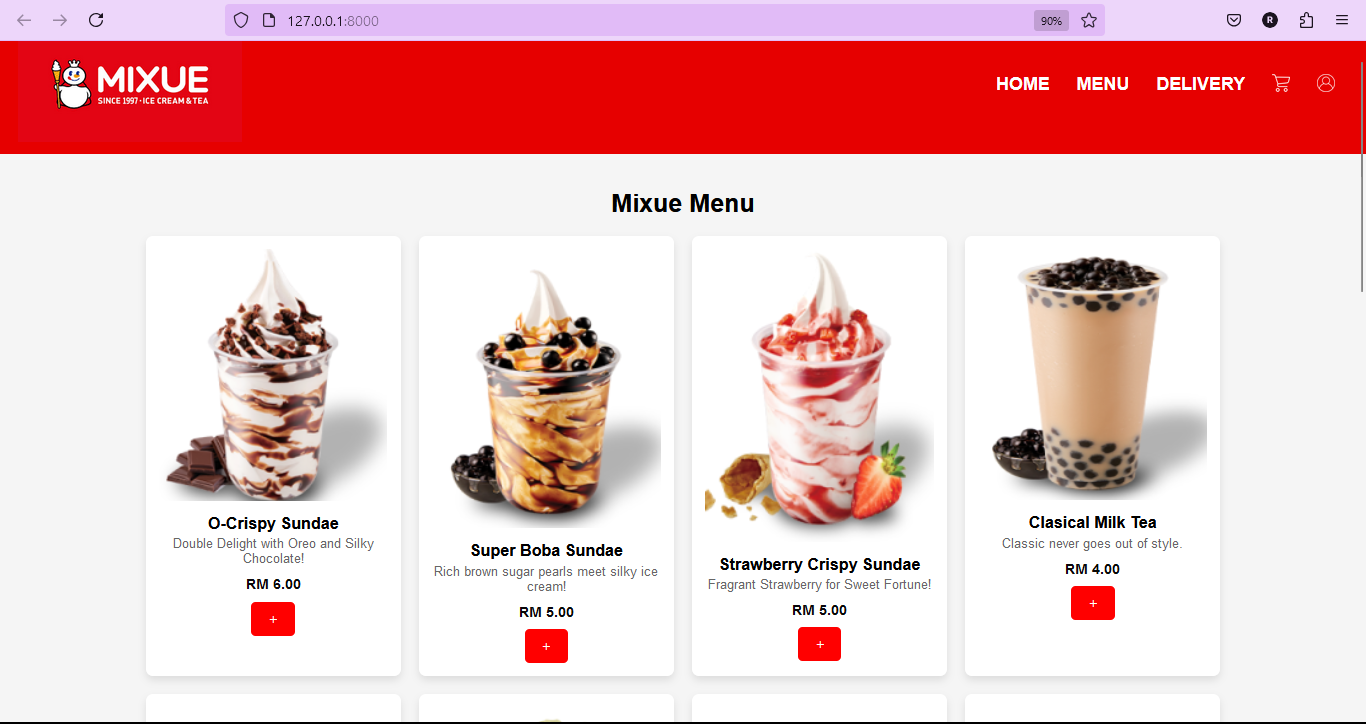 127.0.0.1:8000
90%
R
MIXUE
SINCE 1997·ICE CREAM & TEA
HOME MENU DELIVERY
Mixue Menu
O-Crispy Sundae
Double Delight with Oreo and Silky
Chocolate!
RM 6.00
+
Super Boba Sundae
Rich brown sugar pearls meet silky ice
cream!
RM 5.00
+
Strawberry Crispy Sundae
Fragrant Strawberry for Sweet Fortune!
RM 5.00
+
Clasical Milk Tea
Classic never goes out of style.
RM 4.00
+